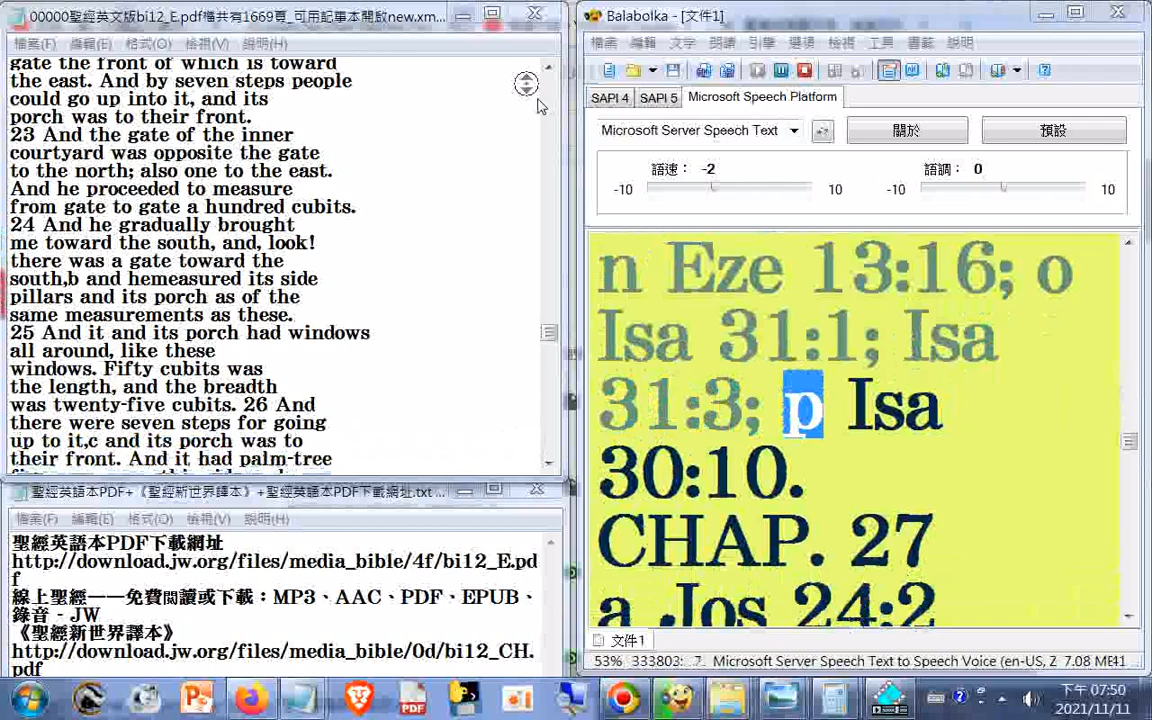 00000聖經英文版bi12_E.pdf檔共有1669頁_可用記事本開啟new.xm...
檔案(F) 編輯(E) 格式(O) 檢視(V) 說明(H)
gate the front of which is toward
the east. And by seven steps people
could go up into it, and its
porch was to their front.
23 And the gate of the inner
courtyard was opposite the gate
to the north; also one to the east.
And he proceeded to measure
from gate to gate a hundred cubits.
24 And he gradually brought
me toward the south, and, look!
there was a gate toward the
south,b and hemeasured its side
pillars and its porch as of the
same measurements as these.
25 And it and its porch had windows
all around, like these
windows. Fifty cubits was
the length, and the breadth
was twenty-five cubits. 26 And
there were seven steps for going
up to it,c and its porch was to
their front. And it had palm-tree
聖經英語本PDF+《聖經新世界譯本》+聖經英語本PDF下載網址.txt ...
檔案(F) 編輯(E) 格式(O) 檢視(V) 說明(H)
聖經英語本PDF下載網址
http://download.jw.org/files/media_bible/4f/bi12_E.pd
f
線上聖經——免費閱讀或下載：MP3、AAC、PDF、EPUB、
錄音 - JW
《聖經新世界譯本》
http://download.jw.org/files/media_bible/0d/bi12_CH.
pdf
Balabolka - [文件1]
檔案 編輯 文字 朗讀 引擎 選項 檢視 工具 書籤 說明
SAPI 4 SAPI 5 Microsoft Speech Platform
Microsoft Server Speech Text 關於 預設
語速： -2 語調： 0
-10 10 -10 10
n Eze 13:16; o
Isa 31:1; Isa
31:3; p Isa
30:10.
CHAP. 27
a Jos 24:2
文件1
53% 333803: 7. Microsoft Server Speech Text to Speech Voice (en-US, Z 7.08 ME41
下午 07:50
2021/11/11